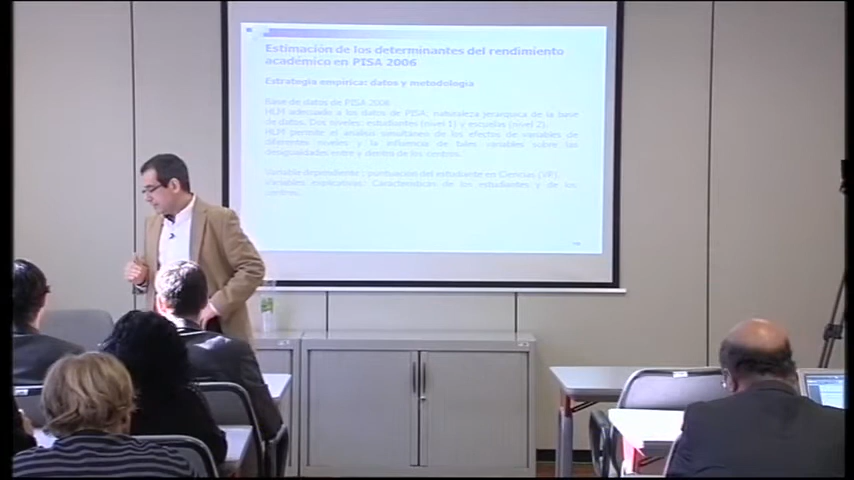 Estimación de los determinantes del rendimiento
académico en PISA 2006
Estrategia empírica: datos y metodología
Base de datos de PISA 2006
HLM adecuado a los datos de PISA: naturaleza jerárquica de la base
de datos. Dos niveles: estudiantes (nivel 1) y escuelas (nivel 2).
HLM permite el análisis simultáneo de los efectos de variables de
diferentes niveles y la influencia de tales variables sobre las
desigualdades entre y dentro de los centros.
Variable dependiente : puntuación del estudiante en Ciencias (VP)
Variables explicativas: Características de los estudiantes y de los
centros.